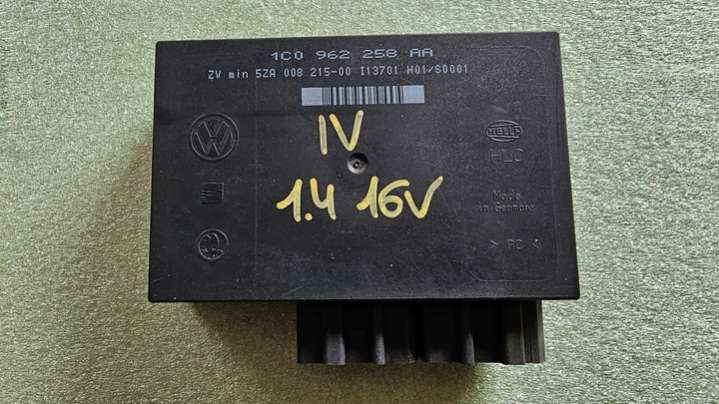 1C0 962 258 AA
ZV min 5ZA 008 215-00 I13701 H01/S0001
IV
HELLA
HLO
1.4 16V
Made
in Germany
> PC <